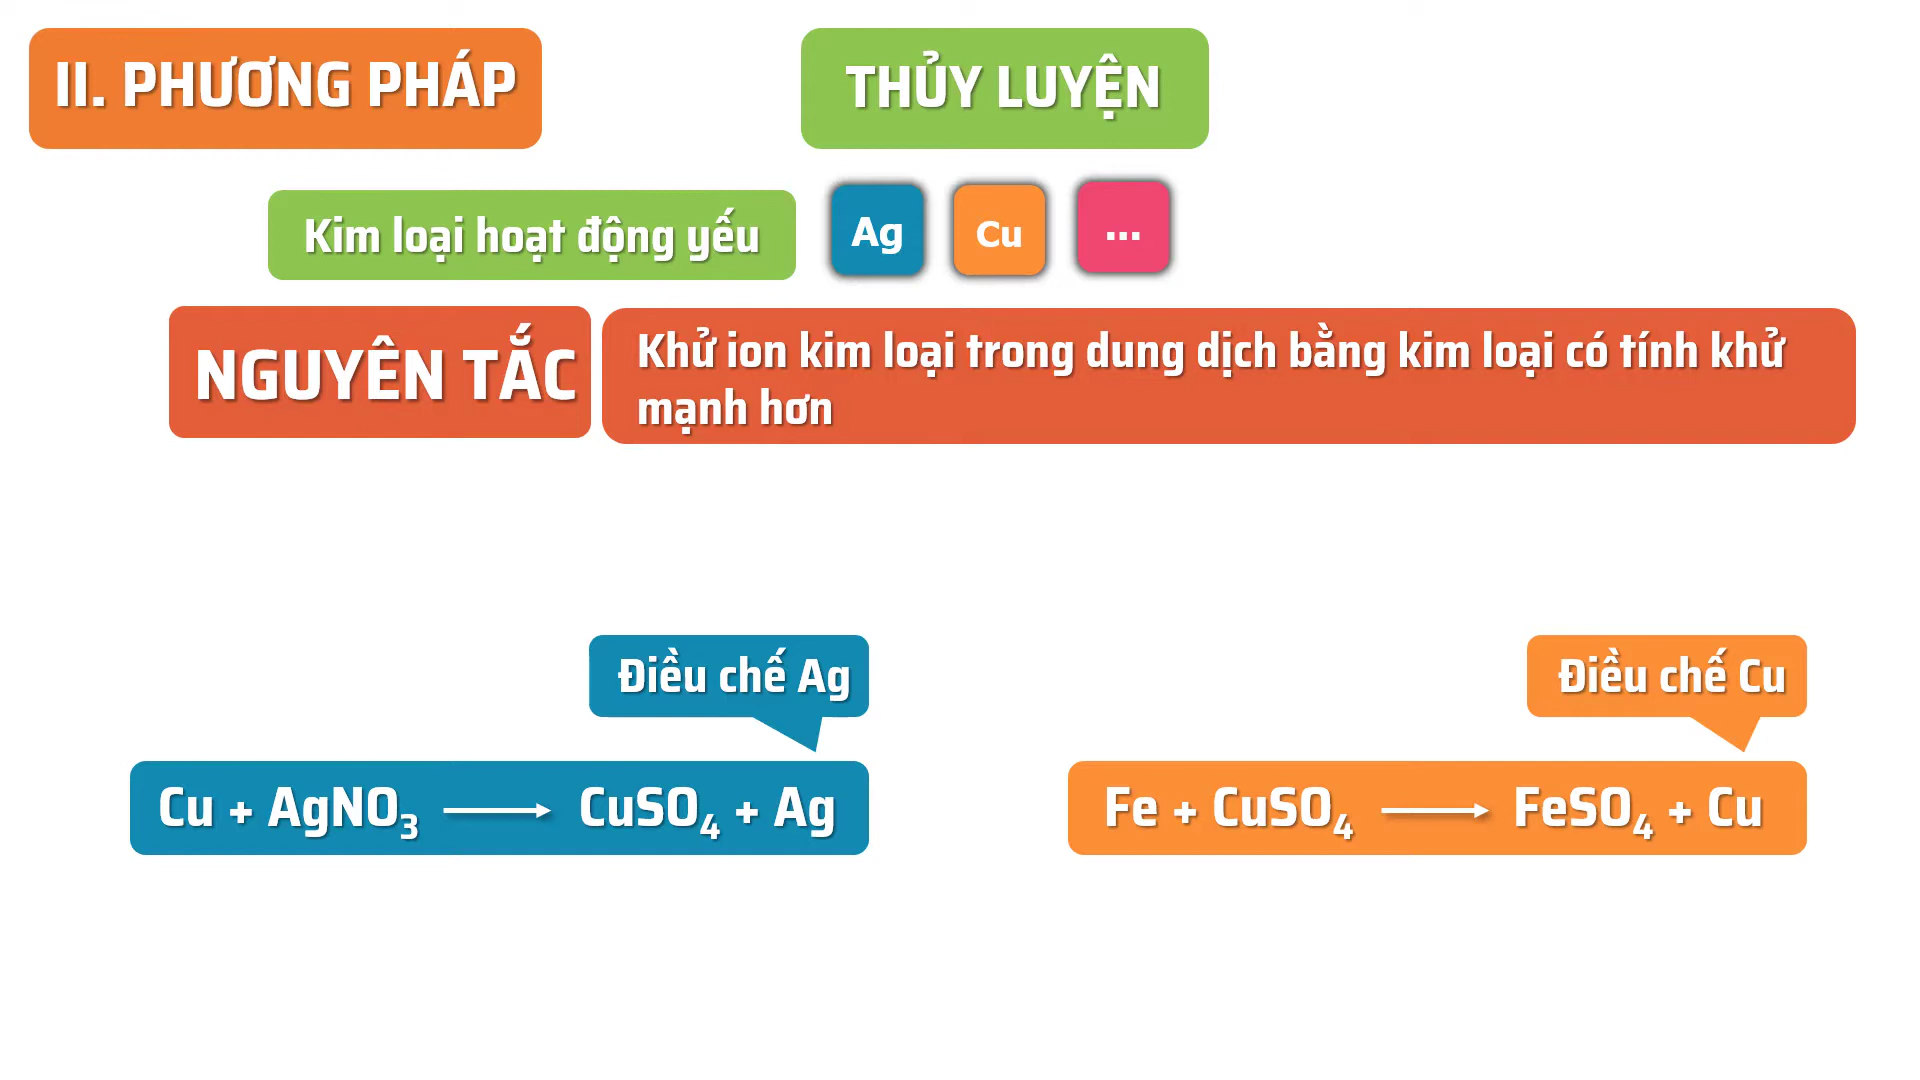 II. PHƯƠNG PHÁP
THỦY LUYỆN
Kim loại hoạt động yếu
Ag
Cu
...
NGUYÊN TẮC
Khử ion kim loại trong dung dịch bằng kim loại có tính khử
mạnh hơn
Điều chế Ag
Điều chế Cu
Cu + AgNO₃ ⟶ CuSO₄ + Ag
Fe + CuSO₄ ⟶ FeSO₄ + Cu